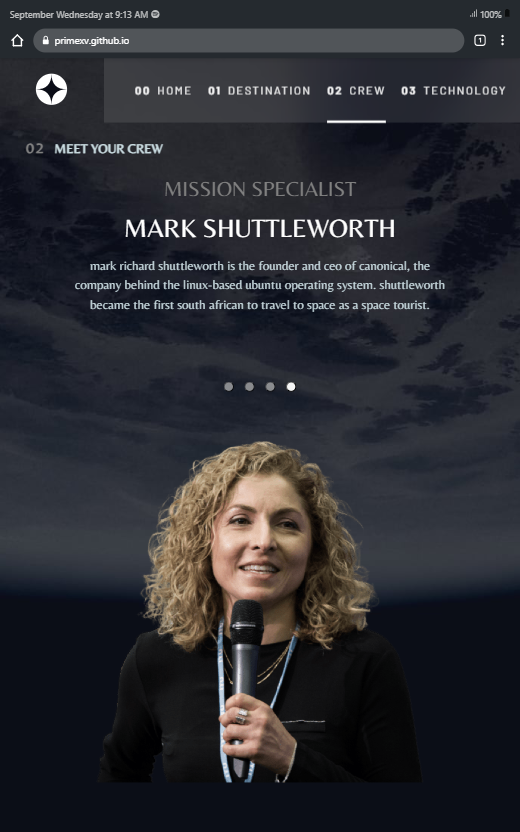 September Wednesday at 9:13 AM
100%
primexv.github.io
1
00 HOME 01 DESTINATION 02 CREW 03 TECHNOLOGY
02 MEET YOUR CREW
MISSION SPECIALIST
MARK SHUTTLEWORTH
mark richard shuttleworth is the founder and ceo of canonical, the
company behind the linux-based ubuntu operating system. shuttleworth
became the first south african to travel to space as a space tourist.